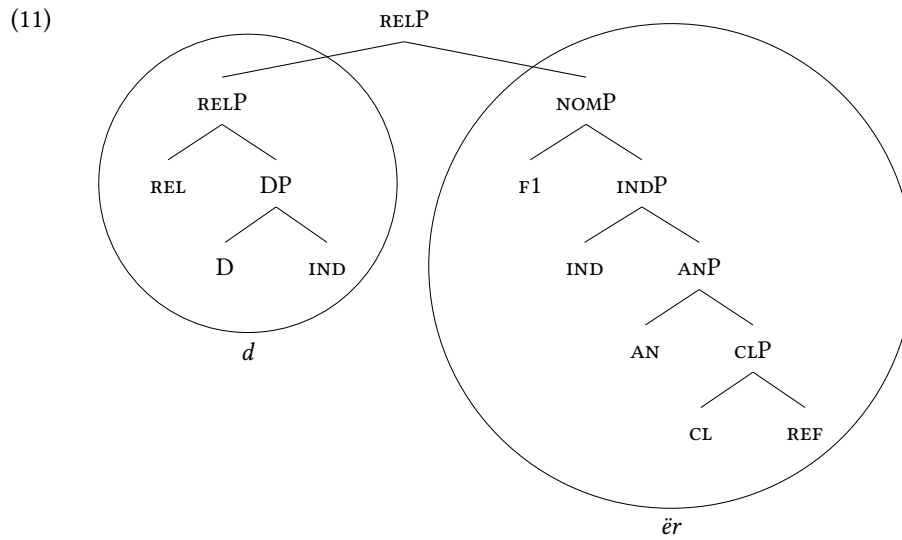 (11)
RELP
RELP NOMP
REL DP F1 INDP
D IND IND ANP
d AN CLP
CL REF
ër